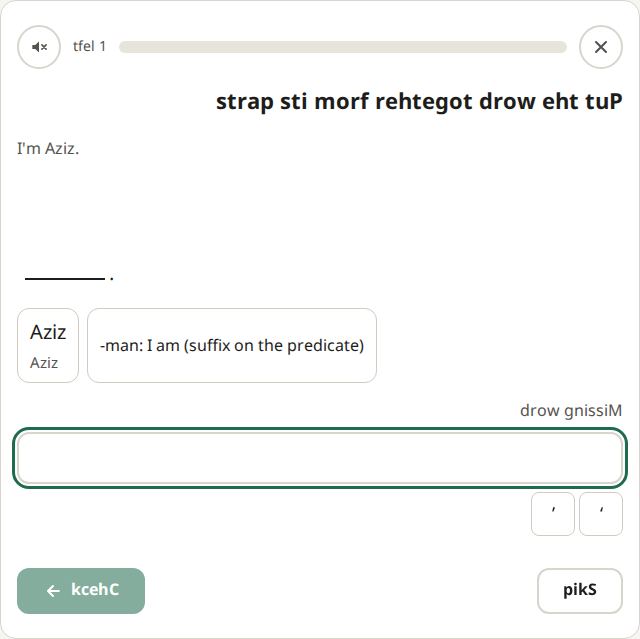 tfel 1
strap sti morf rehtegot drow eht tuP
I'm Aziz.
.
Aziz
Aziz
-man: I am (suffix on the predicate)
drow gnissiM
ʼ ʻ
kcehC
pikS